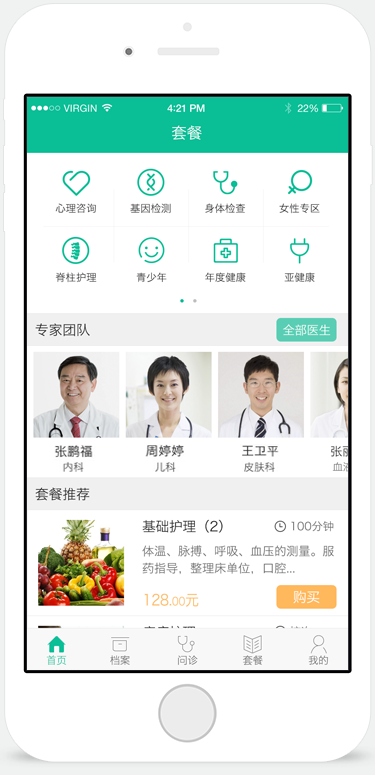 VIRGIN 4:21 PM 22%
套餐
心理咨询 基因检测 身体检查 女性专区
脊柱护理 青少年 年度健康 亚健康
专家团队 全部医生
张鹏福 周婷婷 王卫平
内科 儿科 皮肤科
套餐推荐
基础护理（2） 100分钟
体温、脉搏、呼吸、血压的测量。服
药指导，整理床单位，口腔...
128.00元 购买
首页 档案 问诊 套餐 我的